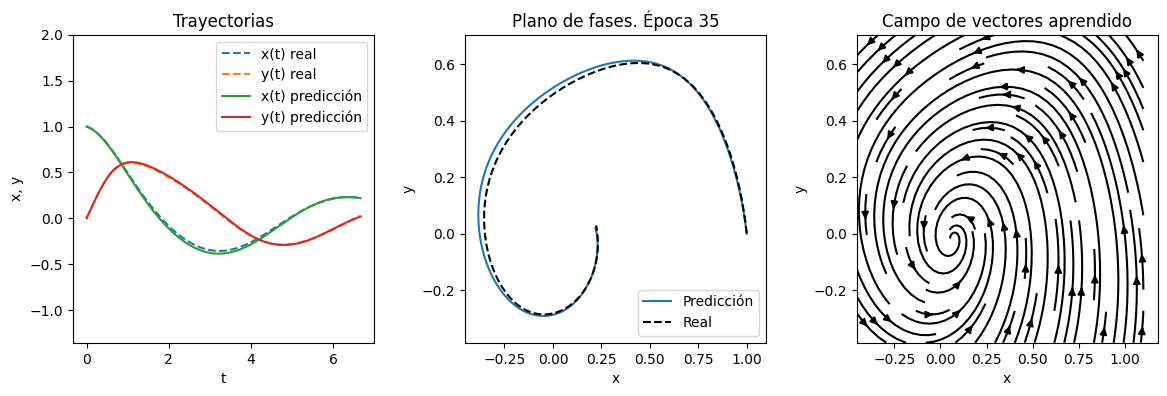 Trayectorias
2.0
1.5
1.0
0.5
0.0
−0.5
−1.0
x, y
0
2
4
6
t
x(t) real
y(t) real
x(t) predicción
y(t) predicción
Plano de fases. Época 35
0.6
0.4
0.2
0.0
−0.2
y
−0.25
0.00
0.25
0.50
0.75
1.00
x
Predicción
Real
Campo de vectores aprendido
0.6
0.4
0.2
0.0
−0.2
y
−0.25
0.00
0.25
0.50
0.75
1.00
x